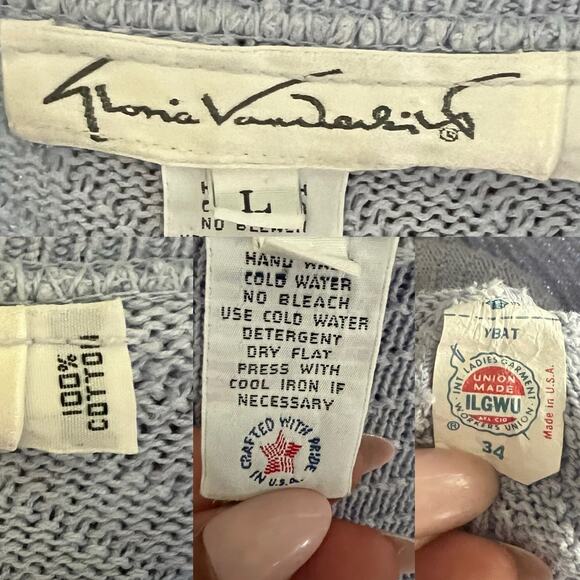 Gloria Vanderbilt ®
L
NO BLEACH
100%
COTTON
HAND WASH
COLD WATER
NO BLEACH
USE COLD WATER
DETERGENT
DRY FLAT
PRESS WITH
COOL IRON IF
NECESSARY
CRAFTED WITH PRIDE
IN U.S.A.
YBAT
INT'L LADIES GARMENT
UNION
MADE
ILGWU
AFL CIO
WORKERS UNION
®
34
Made in U.S.A.